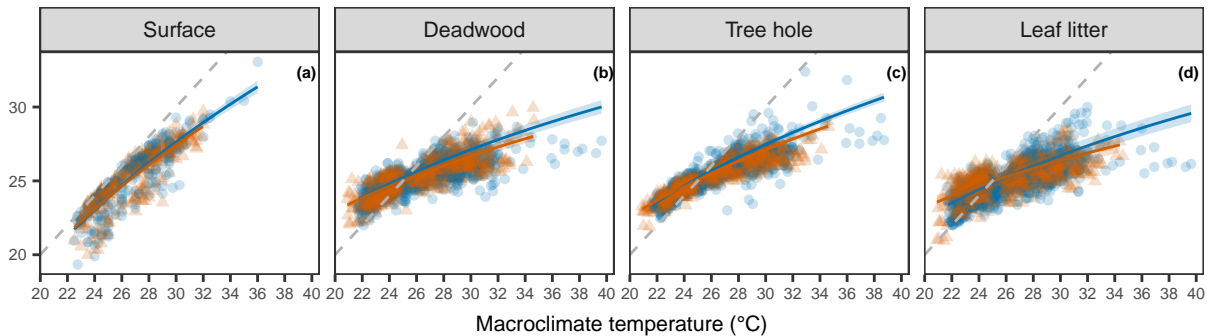 Surface Deadwood Tree hole Leaf litter
(a) (b) (c) (d)
30
25
20
20 22 24 26 28 30 32 34 36 38 40 20 22 24 26 28 30 32 34 36 38 40 20 22 24 26 28 30 32 34 36 38 40 20 22 24 26 28 30 32 34 36 38 40
Macroclimate temperature (°C)